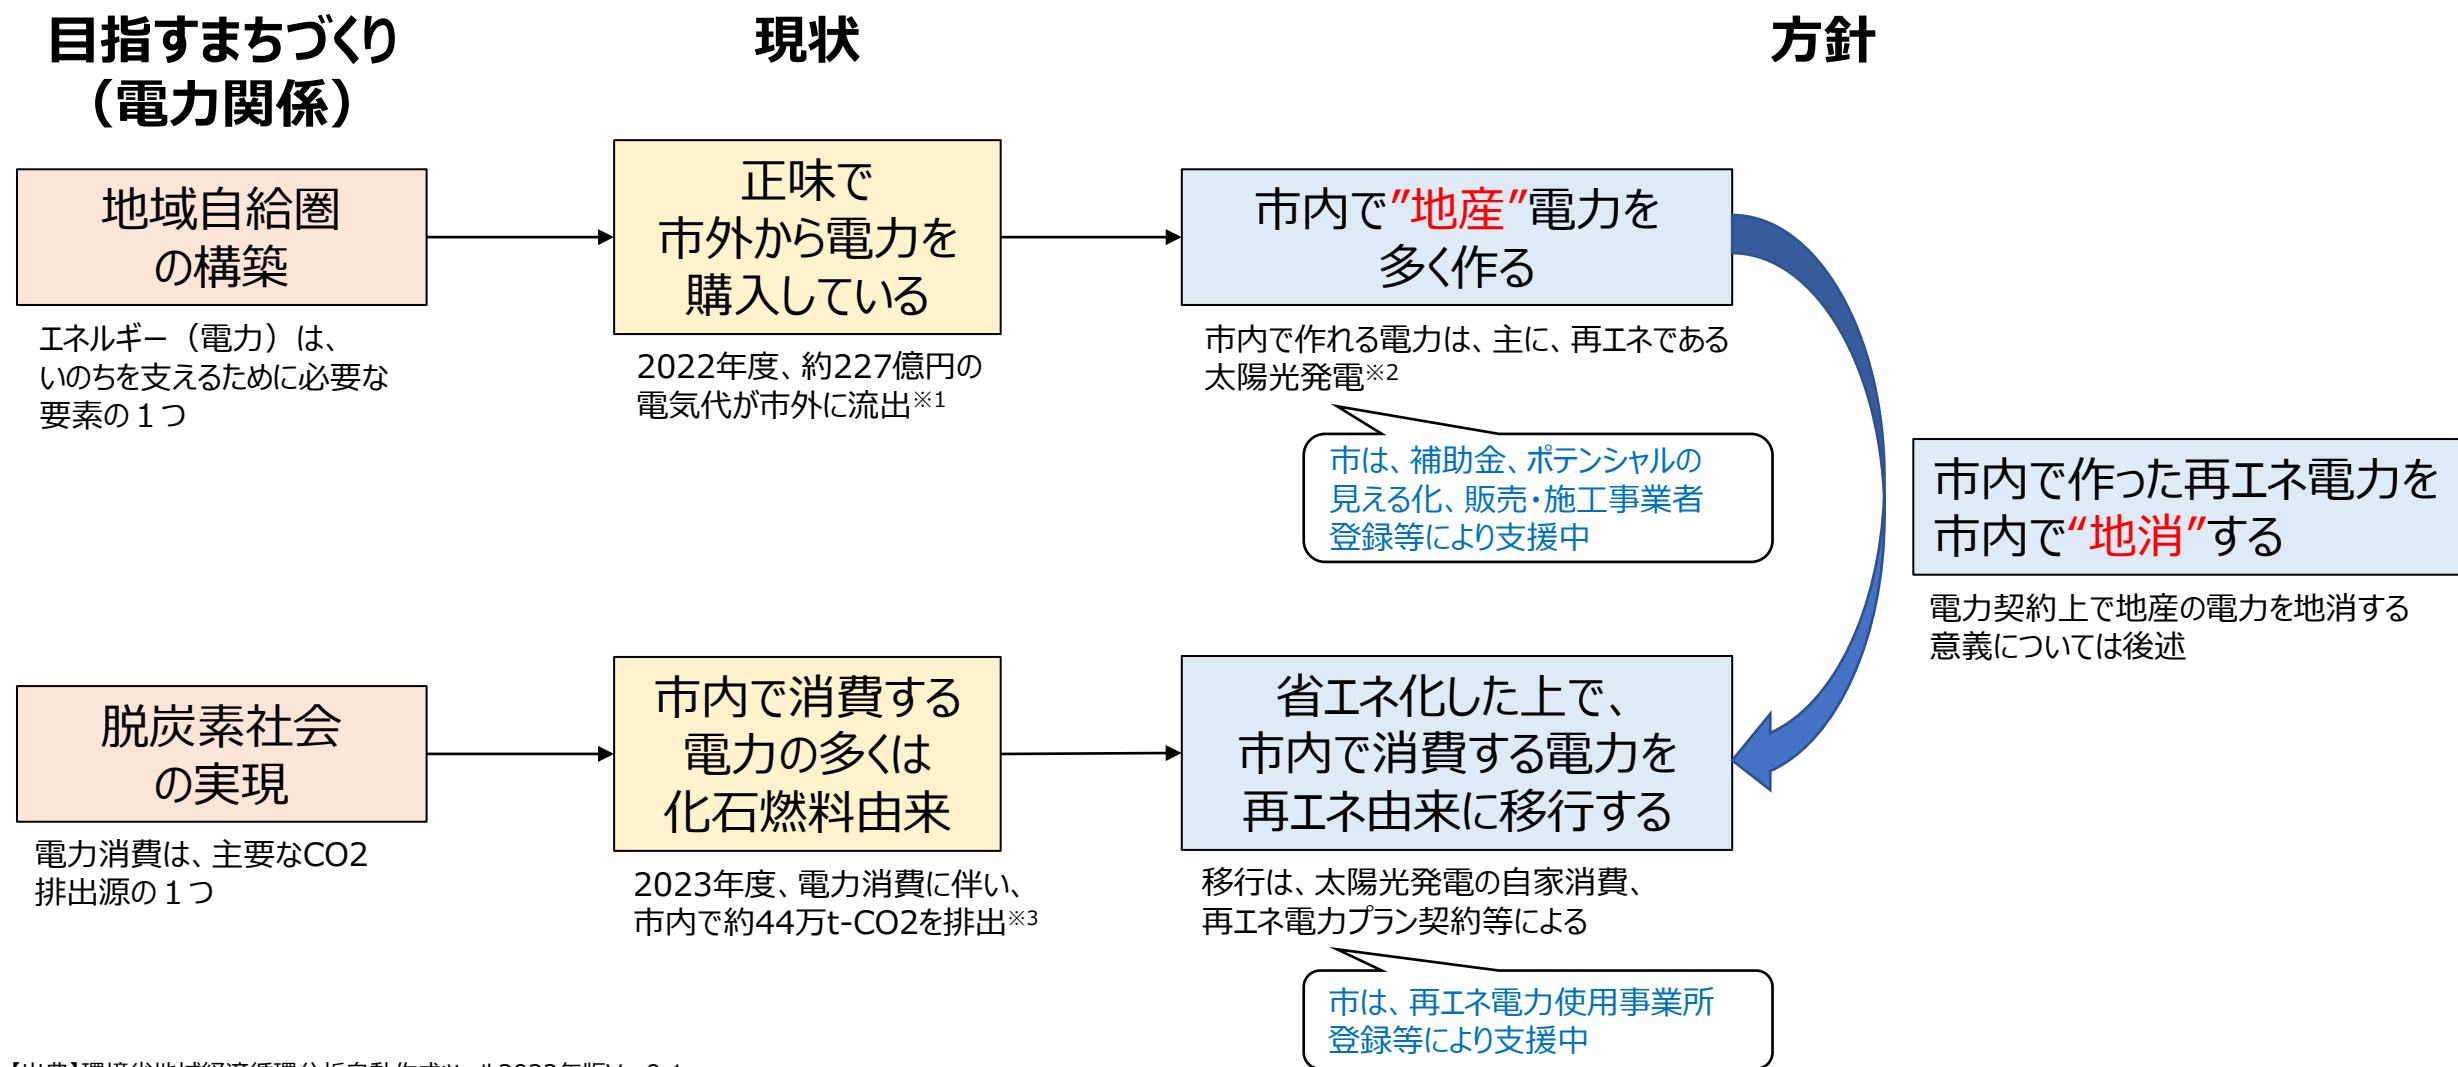 目指すまちづくり
（電力関係）
現状
方針
地域自給圏
の構築
エネルギー（電力）は、
いのちを支えるために必要な
要素の１つ
正味で
市外から電力を
購入している
2022年度、約227億円の
電気代が市外に流出※1
市内で”地産”電力を
多く作る
市内で作れる電力は、主に、再エネである
太陽光発電※2
市は、補助金、ポテンシャルの
見える化、販売・施工事業者
登録等により支援中
市内で作った再エネ電力を
市内で“地消”する
電力契約上で地産の電力を地消する
意義については後述
脱炭素社会
の実現
電力消費は、主要なCO2
排出源の１つ
市内で消費する
電力の多くは
化石燃料由来
2023年度、電力消費に伴い、
市内で約44万t-CO2を排出※3
省エネ化した上で、
市内で消費する電力を
再エネ由来に移行する
移行は、太陽光発電の自家消費、
再エネ電力プラン契約等による
市は、再エネ電力使用事業所
登録等により支援中